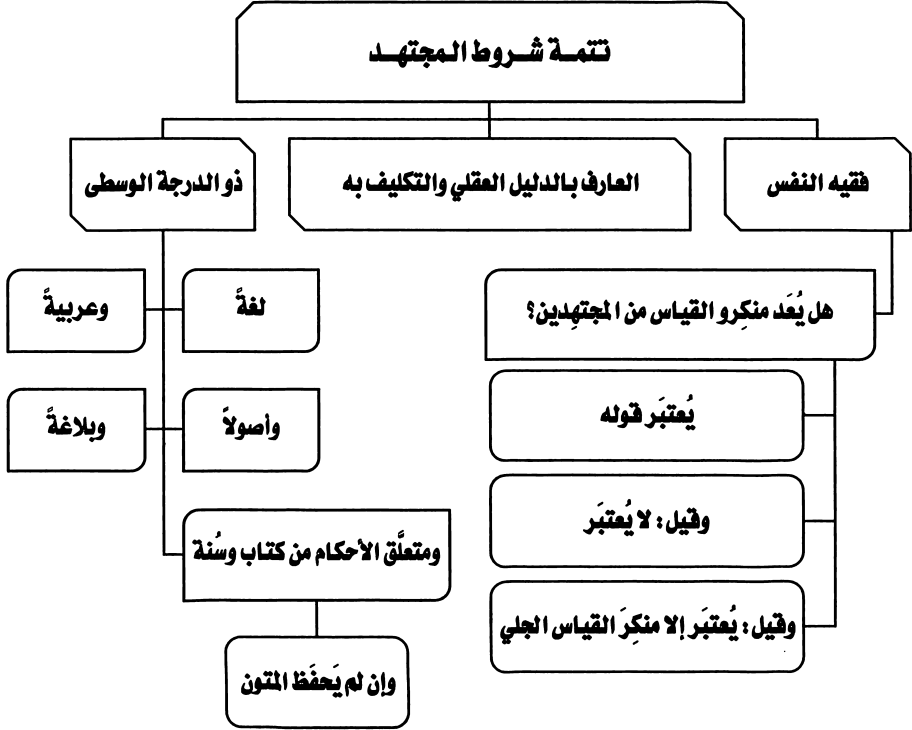 تتمة شروط المجتهد
فقيه النفس
العارف بالدليل العقلي والتكليف به
ذو الدرجة الوسطى
هل يُعَد منكِرو القياس من المجتهِدين؟
يُعتبَر قوله
وقيل: لا يُعتبَر
وقيل: يُعتبَر إلا منكِرَ القياس الجلي
لغةً
وعربيةً
وأصولاً
وبلاغةً
ومتعلَّق الأحكام من كتاب وسُنة
وإن لم يَحفَظ المتون